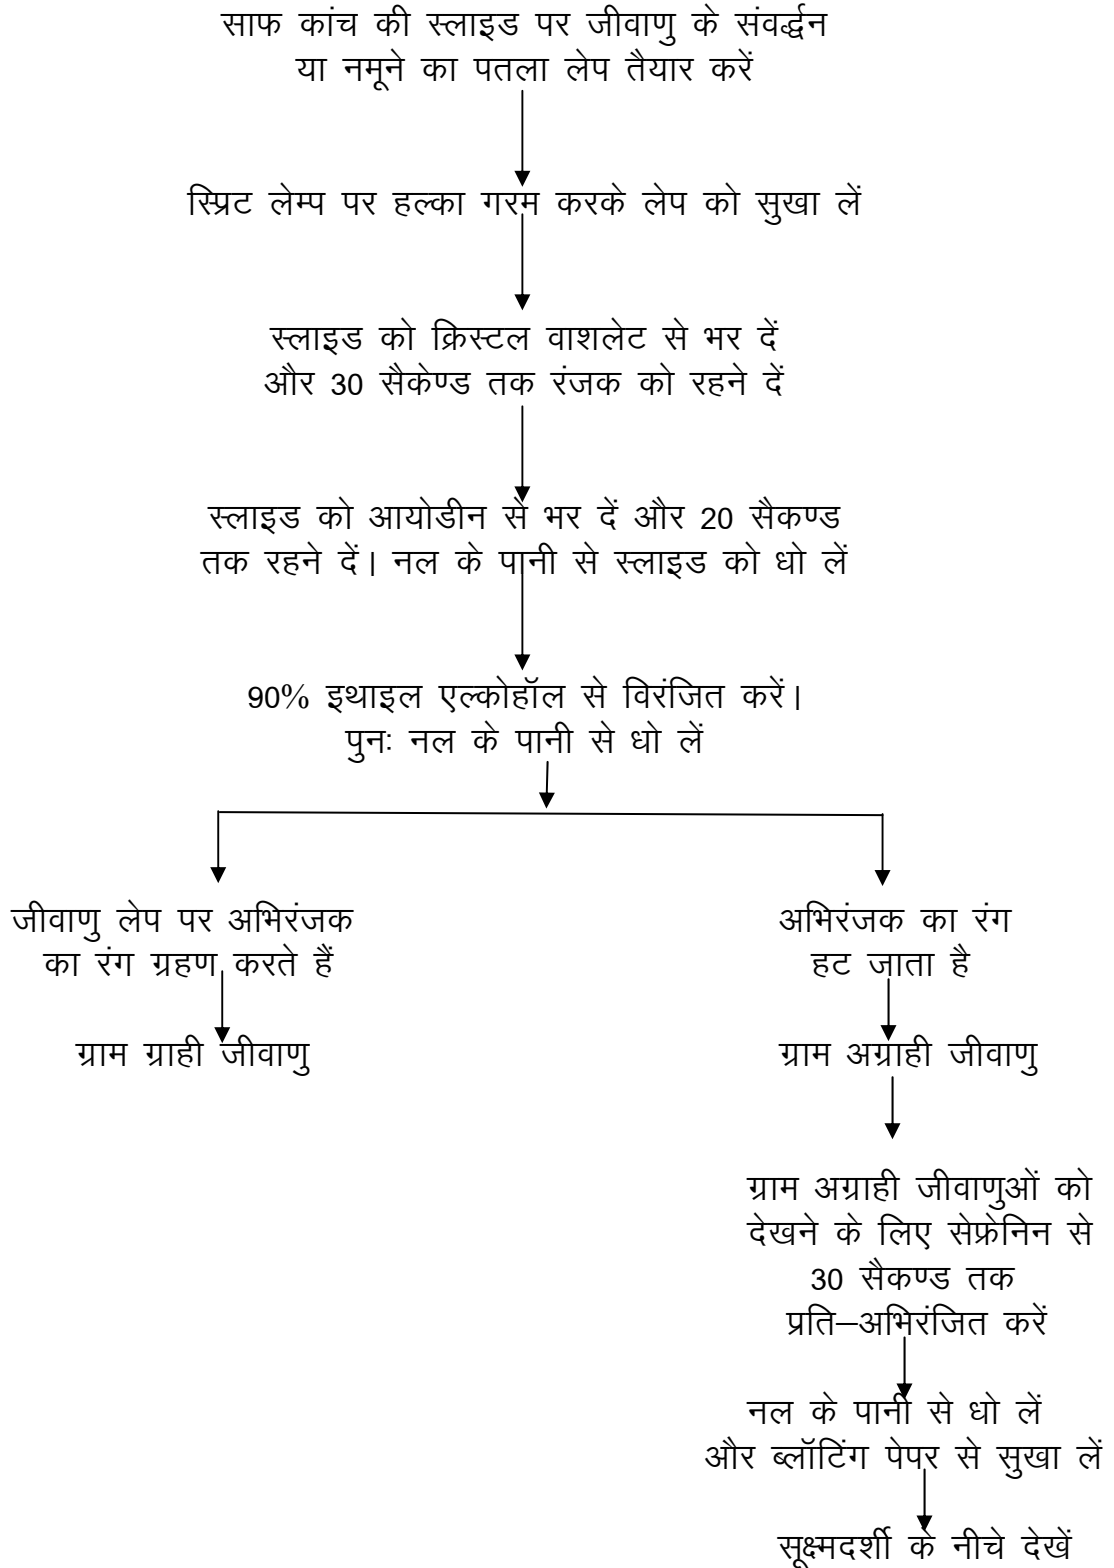 साफ कांच की स्लाइड पर जीवाणु के संवर्द्धन
या नमूने का पतला लेप तैयार करें
स्प्रिट लेम्प पर हल्का गरम करके लेप को सुखा लें
स्लाइड को क्रिस्टल वाशलेट से भर दें
और 30 सैकेण्ड तक रंजक को रहने दें
स्लाइड को आयोडीन से भर दें और 20 सैकण्ड
तक रहने दें। नल के पानी से स्लाइड को धो लें
90% इथाइल एल्कोहॉल से विरंजित करें।
पुनः नल के पानी से धो लें
जीवाणु लेप पर अभिरंजक
का रंग ग्रहण करते हैं
ग्राम ग्राही जीवाणु
अभिरंजक का रंग
हट जाता है
ग्राम अग्राही जीवाणु
ग्राम अग्राही जीवाणुओं को
देखने के लिए सेफ्रेनिन से
30 सैकण्ड तक
प्रति–अभिरंजित करें
नल के पानी से धो लें
और ब्लॉटिंग पेपर से सुखा लें
सूक्ष्मदर्शी के नीचे देखें